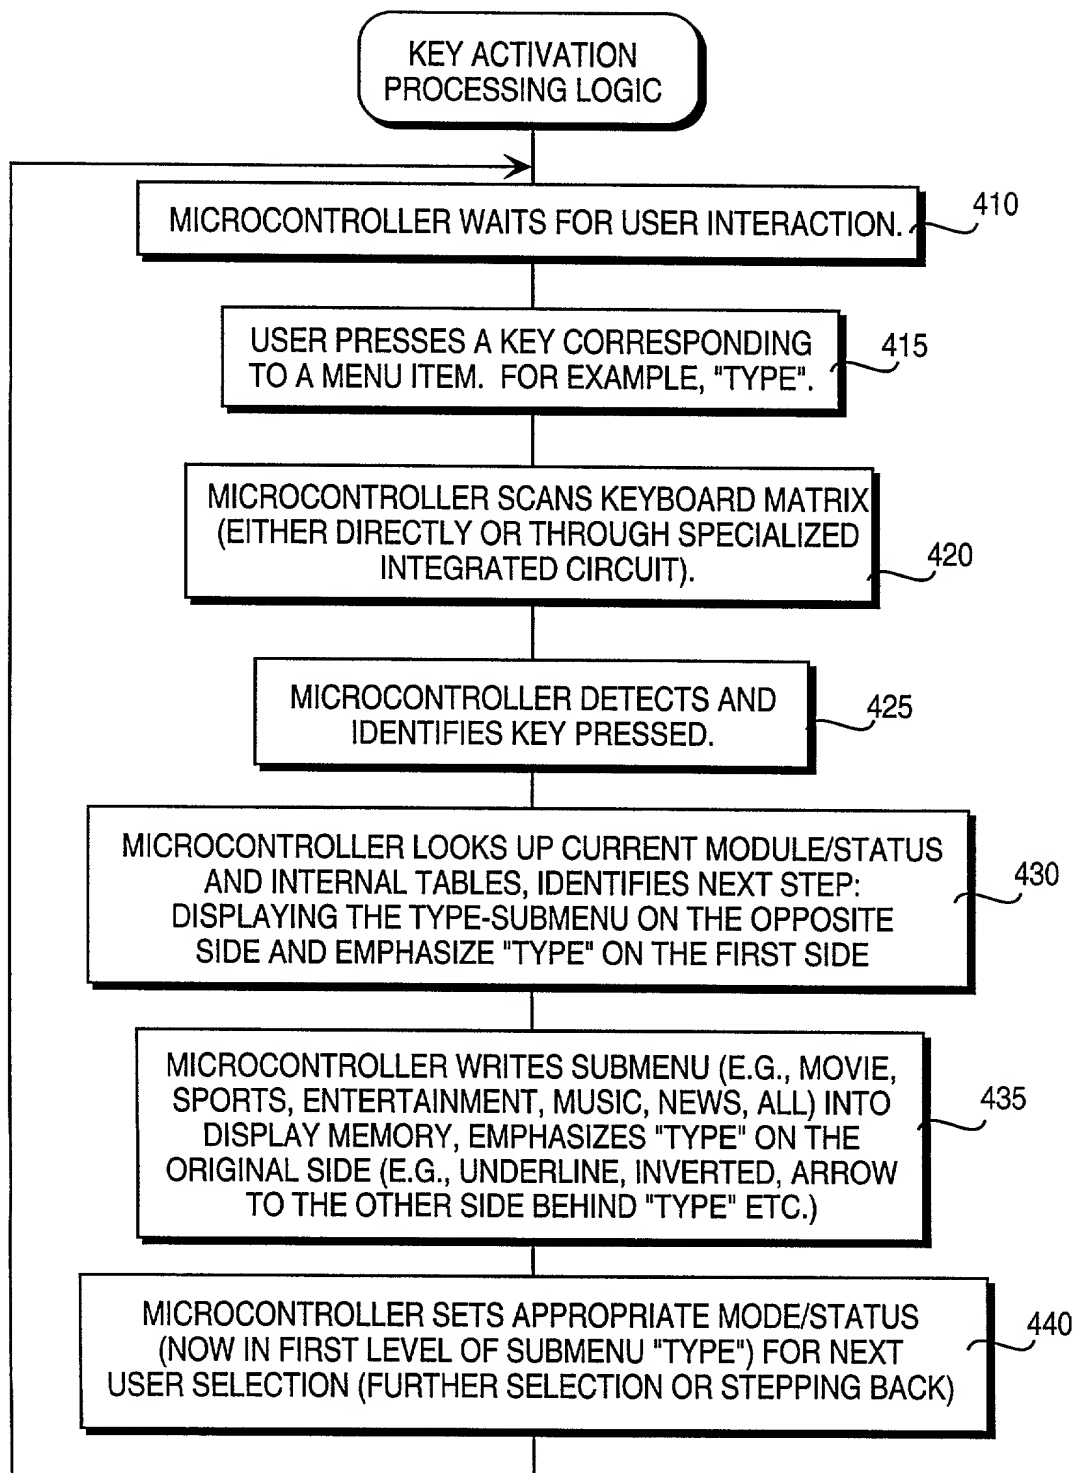 KEY ACTIVATION
PROCESSING LOGIC
MICROCONTROLLER WAITS FOR USER INTERACTION.
410
USER PRESSES A KEY CORRESPONDING
TO A MENU ITEM. FOR EXAMPLE, "TYPE".
415
MICROCONTROLLER SCANS KEYBOARD MATRIX
(EITHER DIRECTLY OR THROUGH SPECIALIZED
INTEGRATED CIRCUIT).
420
MICROCONTROLLER DETECTS AND
IDENTIFIES KEY PRESSED.
425
MICROCONTROLLER LOOKS UP CURRENT MODULE/STATUS
AND INTERNAL TABLES, IDENTIFIES NEXT STEP:
DISPLAYING THE TYPE-SUBMENU ON THE OPPOSITE
SIDE AND EMPHASIZE "TYPE" ON THE FIRST SIDE
430
MICROCONTROLLER WRITES SUBMENU (E.G., MOVIE,
SPORTS, ENTERTAINMENT, MUSIC, NEWS, ALL) INTO
DISPLAY MEMORY, EMPHASIZES "TYPE" ON THE
ORIGINAL SIDE (E.G., UNDERLINE, INVERTED, ARROW
TO THE OTHER SIDE BEHIND "TYPE" ETC.)
435
MICROCONTROLLER SETS APPROPRIATE MODE/STATUS
(NOW IN FIRST LEVEL OF SUBMENU "TYPE") FOR NEXT
USER SELECTION (FURTHER SELECTION OR STEPPING BACK)
440